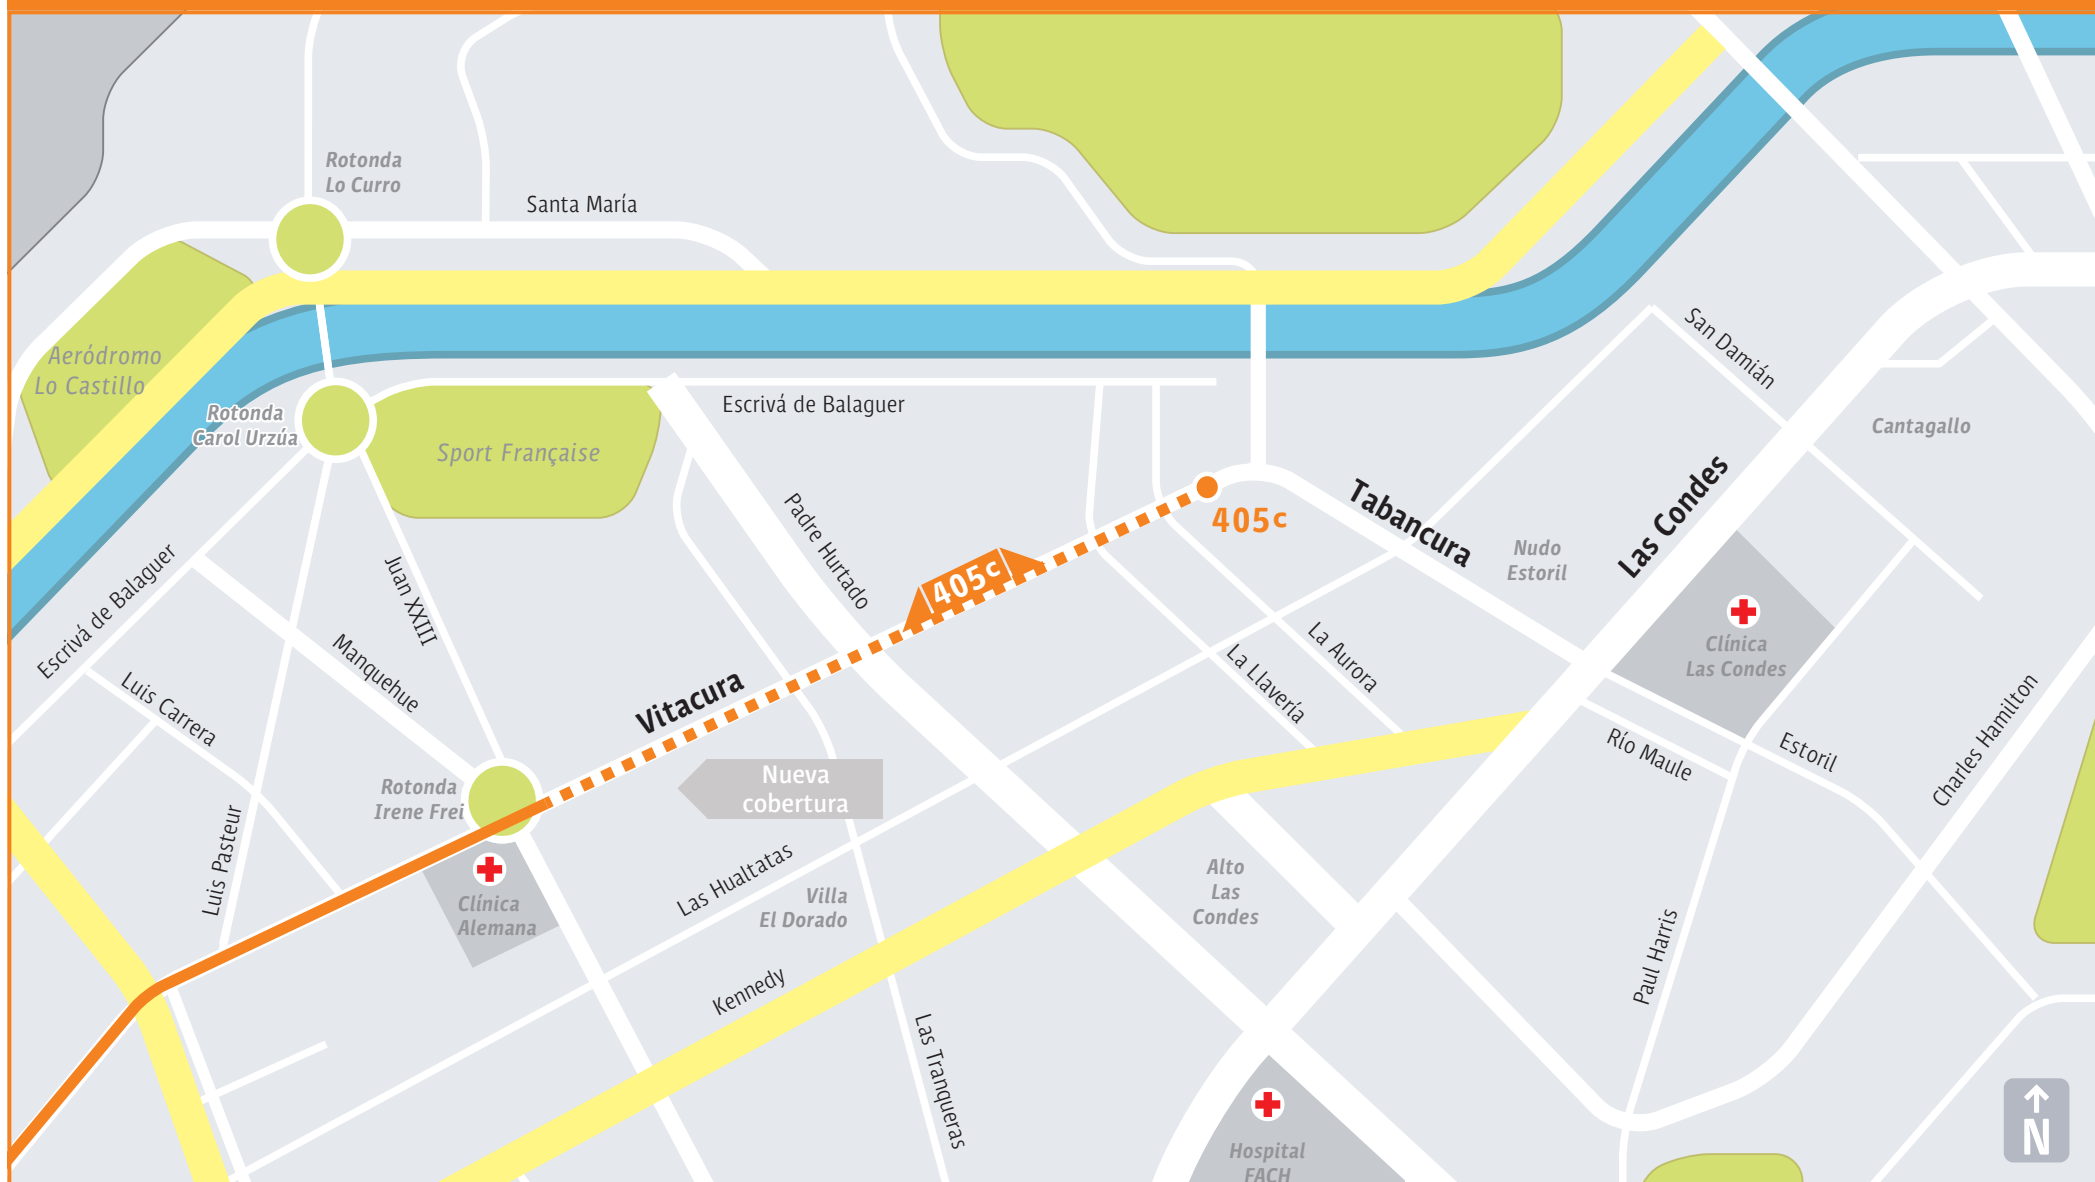 Rotonda
Lo Curro
Santa María
Aeródromo
Lo Castillo
Rotonda
Carol Urzúa
Sport Française
Escrivá de Balaguer
San Damián
Cantagallo
Padre Hurtado
405c
405c
Tabancura
Nudo
Estoril
Las Condes
Escrivá de Balaguer
Juan XXIII
Manquehue
Luis Carrera
Vitacura
La Aurora
La Llavería
Clínica
Las Condes
Río Maule
Estoril
Charles Hamilton
Rotonda
Irene Frei
Nueva
cobertura
Luis Pasteur
Clínica
Alemana
Las Hualtatas
Villa
El Dorado
Alto
Las
Condes
Kennedy
Paul Harris
Las Tranqueras
Hospital
FACH
N